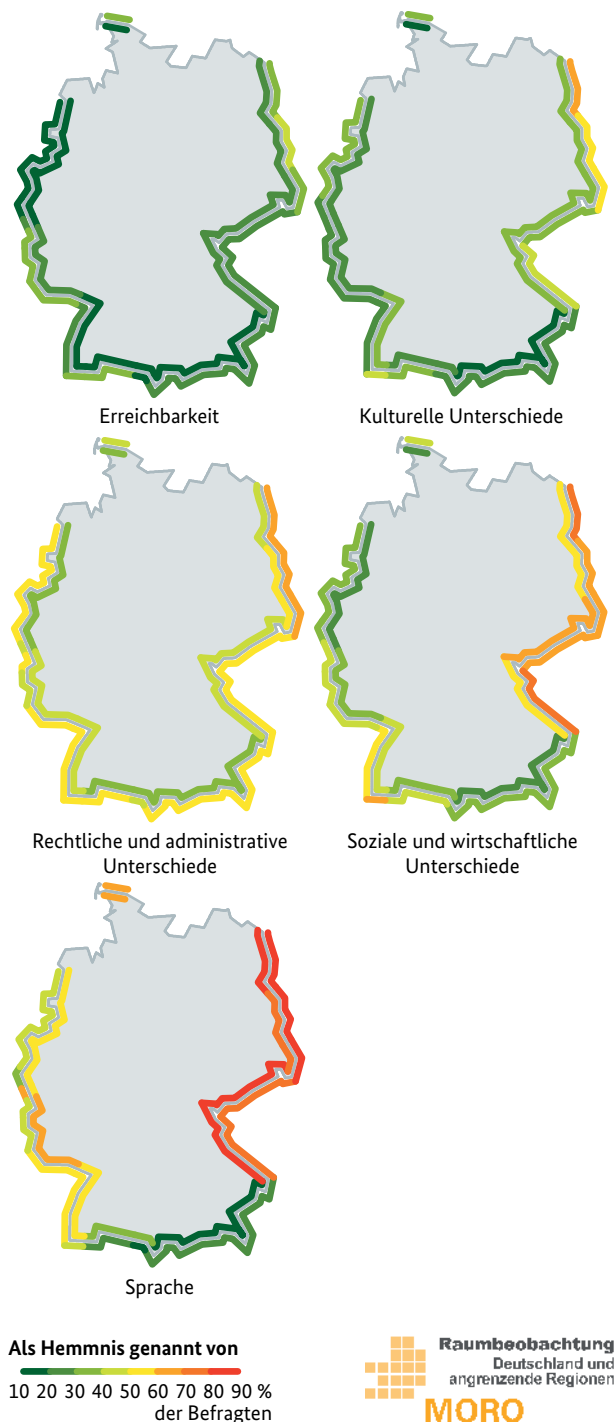 Erreichbarkeit
Kulturelle Unterschiede
Rechtliche und administrative
Unterschiede
Soziale und wirtschaftliche
Unterschiede
Sprache
Als Hemmnis genannt von
10 20 30 40 50 60 70 80 90 %
der Befragten
Raumbeobachtung
Deutschland und
angrenzende Regionen
MORO